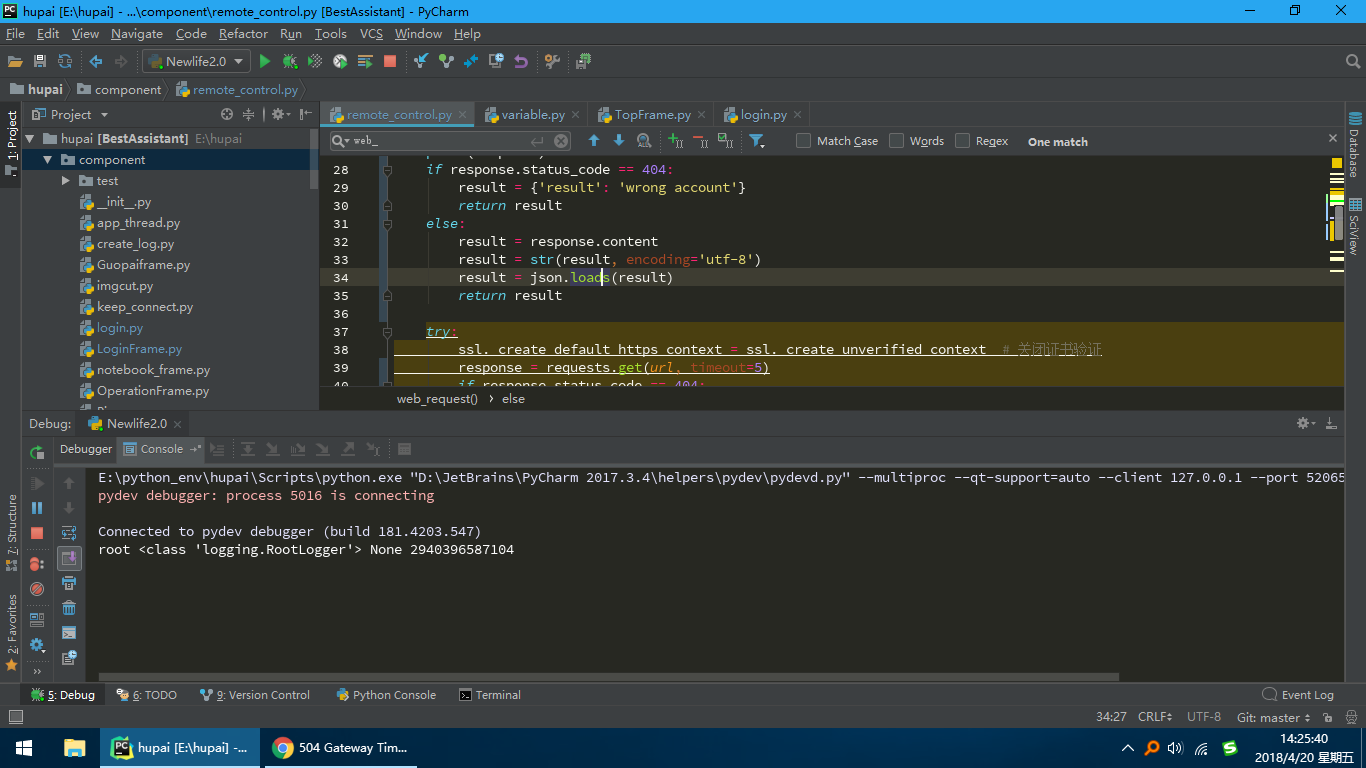 hupai [E:\hupai] - ...\component\remote_control.py [BestAssistant] - PyCharm
File Edit View Navigate Code Refactor Run Tools VCS Window Help
Newlife2.0
hupai component remote_control.py
Project
remote_control.py variable.py TopFrame.py login.py
1: Project
hupai [BestAssistant] E:\hupai
component
test
__init__.py
app_thread.py
create_log.py
Guopaiframe.py
imgcut.py
keep_connect.py
login.py
LoginFrame.py
notebook_frame.py
OperationFrame.py
web_ Match Case Words Regex One match
28 if response.status_code == 404:
29 result = {'result': 'wrong account'}
30 return result
31 else:
32 result = response.content
33 result = str(result, encoding='utf-8')
34 result = json.loads(result)
35 return result
36
37 try:
38 ssl._create_default_https_context = ssl._create_unverified_context # 关闭证书验证
39 response = requests.get(url, timeout=5)
40 if response.status_code == 404:
web_request() › else
Database
SciView
Debug: Newlife2.0
Debugger Console
E:\python_env\hupai\Scripts\python.exe "D:\JetBrains\PyCharm 2017.3.4\helpers\pydev\pydevd.py" --multiproc --qt-support=auto --client 127.0.0.1 --port 52065
pydev debugger: process 5016 is connecting
Connected to pydev debugger (build 181.4203.547)
root <class 'logging.RootLogger'> None 2940396587104
7: Structure
2: Favorites
5: Debug 6: TODO 9: Version Control Python Console Terminal Event Log
34:27 CRLF UTF-8 Git: master
hupai [E:\hupai] -... 504 Gateway Tim...
14:25:40
2018/4/20 星期五